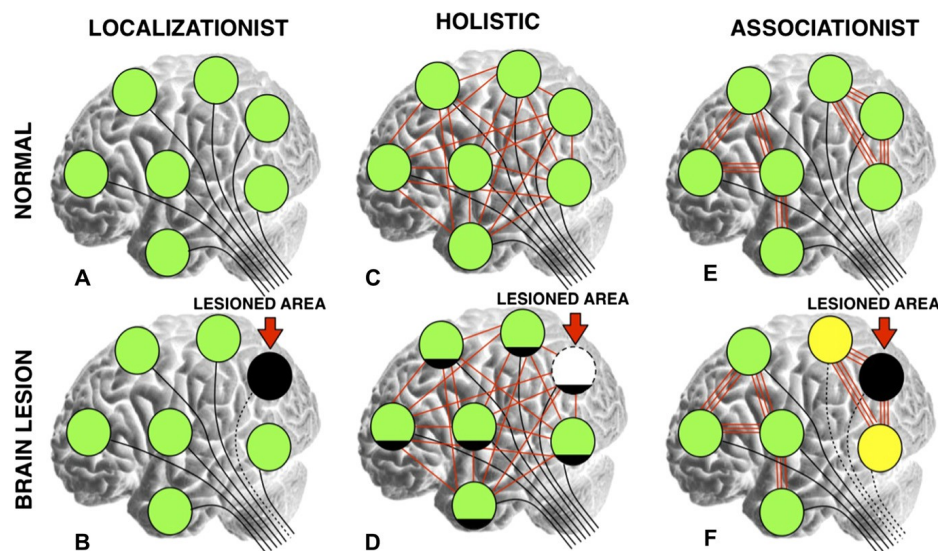 LOCALIZATIONIST
HOLISTIC
ASSOCIATIONIST
NORMAL
A
C
E
LESIONED AREA
LESIONED AREA
LESIONED AREA
BRAIN LESION
B
D
F